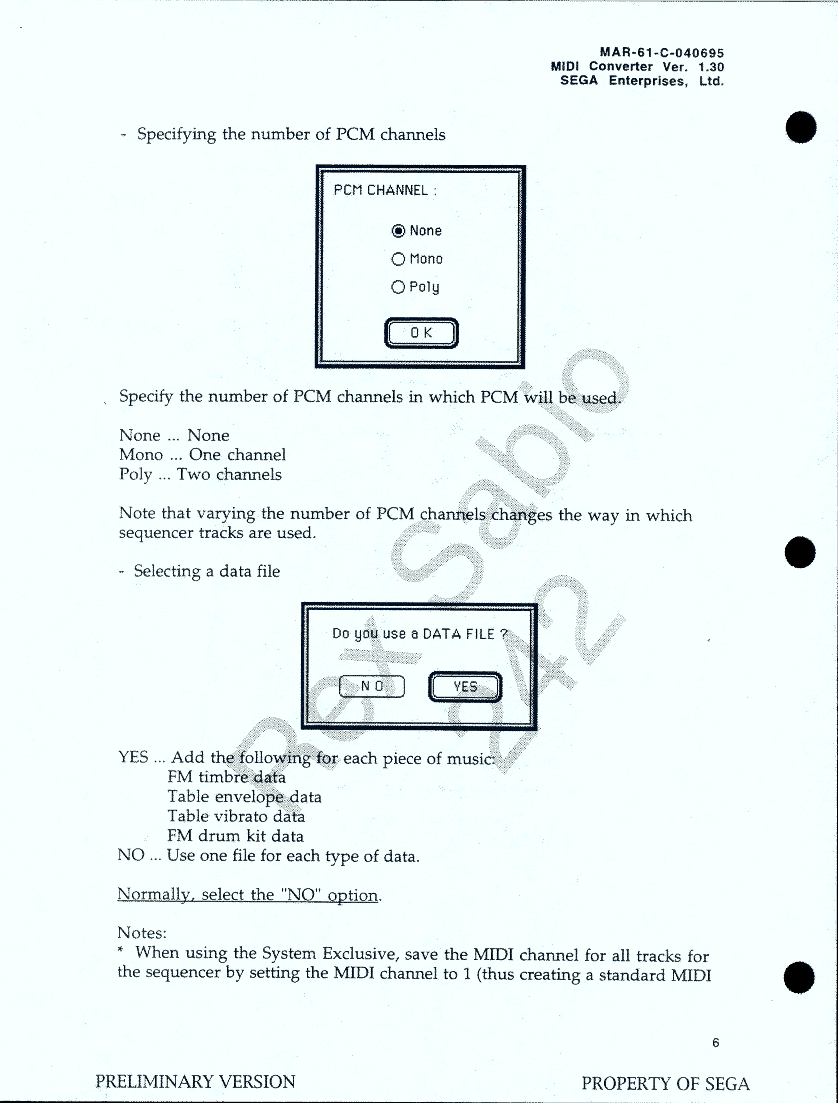 MAR-61-C-040695
MIDI Converter Ver. 1.30
SEGA Enterprises, Ltd.
- Specifying the number of PCM channels
PCM CHANNEL :
None
Mono
Poly
OK
Specify the number of PCM channels in which PCM will be used.
None ... None
Mono ... One channel
Poly ... Two channels
Note that varying the number of PCM channels changes the way in which
sequencer tracks are used.
- Selecting a data file
Do you use a DATA FILE ?
NO YES
YES ... Add the following for each piece of music:
FM timbre data
Table envelope data
Table vibrato data
FM drum kit data
NO ... Use one file for each type of data.
Normally, select the "NO" option.
Notes:
* When using the System Exclusive, save the MIDI channel for all tracks for
the sequencer by setting the MIDI channel to 1 (thus creating a standard MIDI
6
PRELIMINARY VERSION PROPERTY OF SEGA
Rex Sabio
242